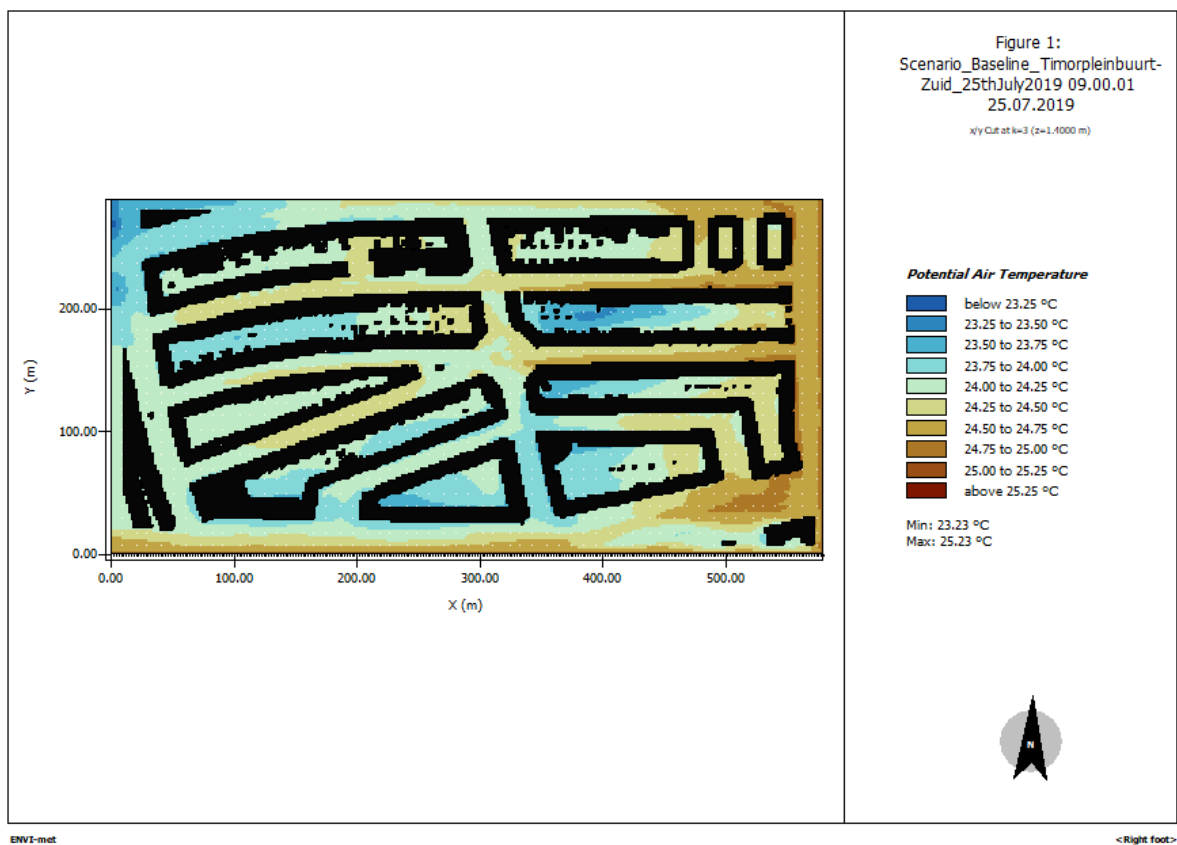 Figure 1:
Scenario_Baseline_Timorpleinbuurt-
Zuid_25thJuly2019 09.00.01
25.07.2019
x/y Cut at k=3 (z=1.4000 m)
Y (m)
200.00
100.00
0.00
0.00 100.00 200.00 300.00 400.00 500.00
X (m)
Potential Air Temperature
below 23.25 °C
23.25 to 23.50 °C
23.50 to 23.75 °C
23.75 to 24.00 °C
24.00 to 24.25 °C
24.25 to 24.50 °C
24.50 to 24.75 °C
24.75 to 25.00 °C
25.00 to 25.25 °C
above 25.25 °C
Min: 23.23 °C
Max: 25.23 °C
N
ENVI-met
<Right foot>